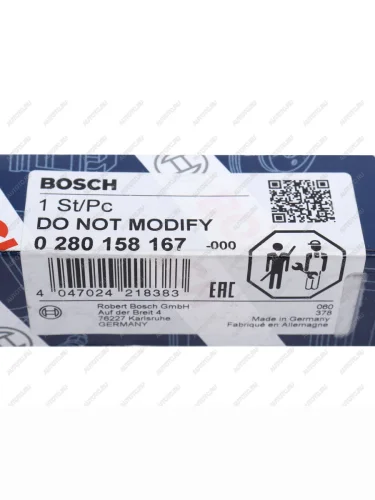 BOSCH
1 St/Pc
DO NOT MODIFY
0 280 158 167 -000
4 047024 218383
EAC
Robert Bosch GmbH
Auf der Breit 4
76227 Karlsruhe
GERMANY
060
378
Made in Germany
Fabriqué en Allemagne